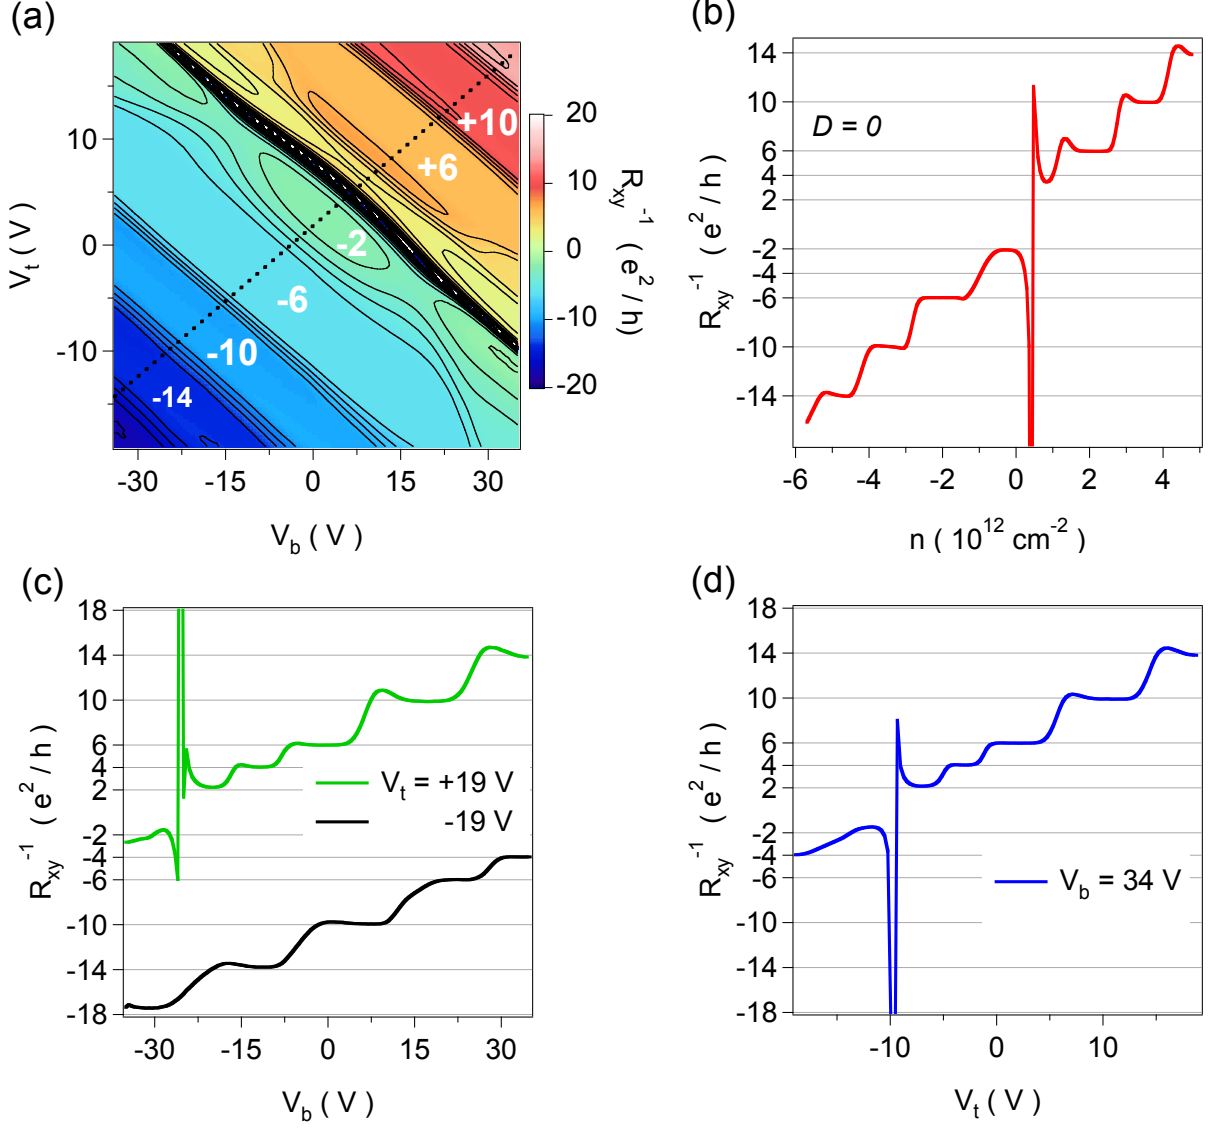 (a)
10
0
-10
V_t ( V )
-30 -15 0 15 30
V_b ( V )
+10
+6
-2
-6
-10
-14
20
10
0
-10
-20
R_xy^-1 ( e^2 / h )
(b)
14
10
6
4
2
-2
-4
-6
-10
-14
R_xy^-1 ( e^2 / h )
D = 0
-6 -4 -2 0 2 4
n ( 10^12 cm^-2 )
(c)
18
14
10
6
4
2
-2
-4
-6
-10
-14
-18
R_xy^-1 ( e^2 / h )
V_t = +19 V
-19 V
-30 -15 0 15 30
V_b ( V )
(d)
18
14
10
6
4
2
-2
-4
-6
-10
-14
-18
R_xy^-1 ( e^2 / h )
V_b = 34 V
-10 0 10
V_t ( V )